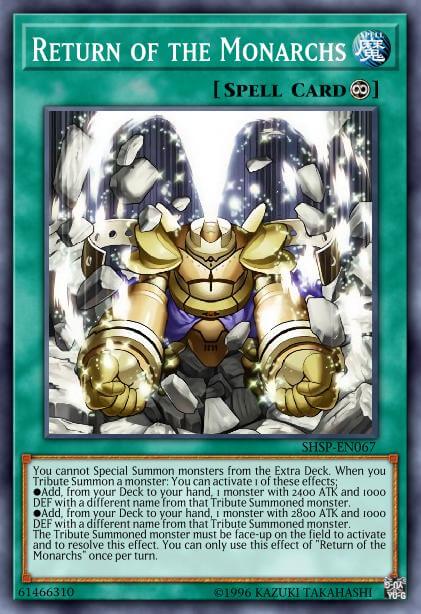 RETURN OF THE MONARCHS
SPELL
魔
[SPELL CARD]
SHSP-EN067
You cannot Special Summon monsters from the Extra Deck. When you
Tribute Summon a monster: You can activate 1 of these effects;
●Add, from your Deck to your hand, 1 monster with 2400 ATK and 1000
DEF with a different name from that Tribute Summoned monster.
●Add, from your Deck to your hand, 1 monster with 2800 ATK and 1000
DEF with a different name from that Tribute Summoned monster.
The Tribute Summoned monster must be face-up on the field to activate
and to resolve this effect. You can only use this effect of "Return of the
Monarchs" once per turn.
61466310
©1996 KAZUKI TAKAHASHI